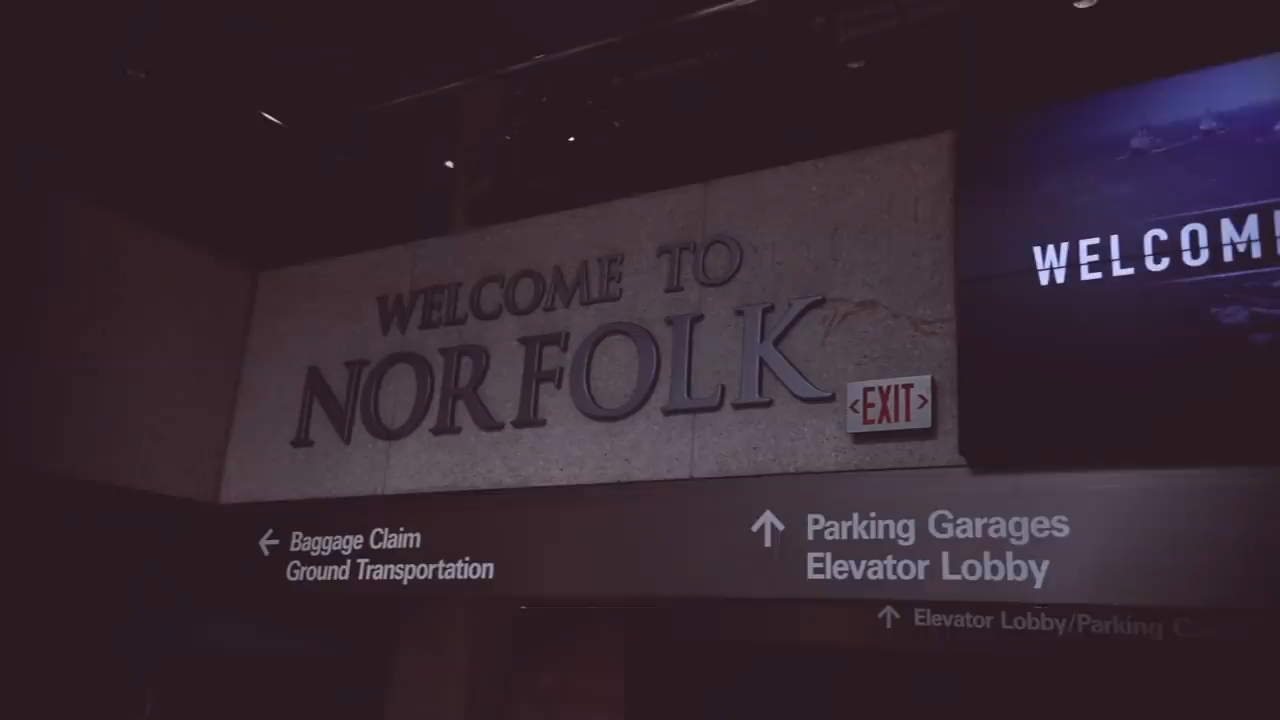 WELCOME TO
NORFOLK
<EXIT>
WELCOM
← Baggage Claim
Ground Transportation
↑ Parking Garages
Elevator Lobby
↑ Elevator Lobby/Parking